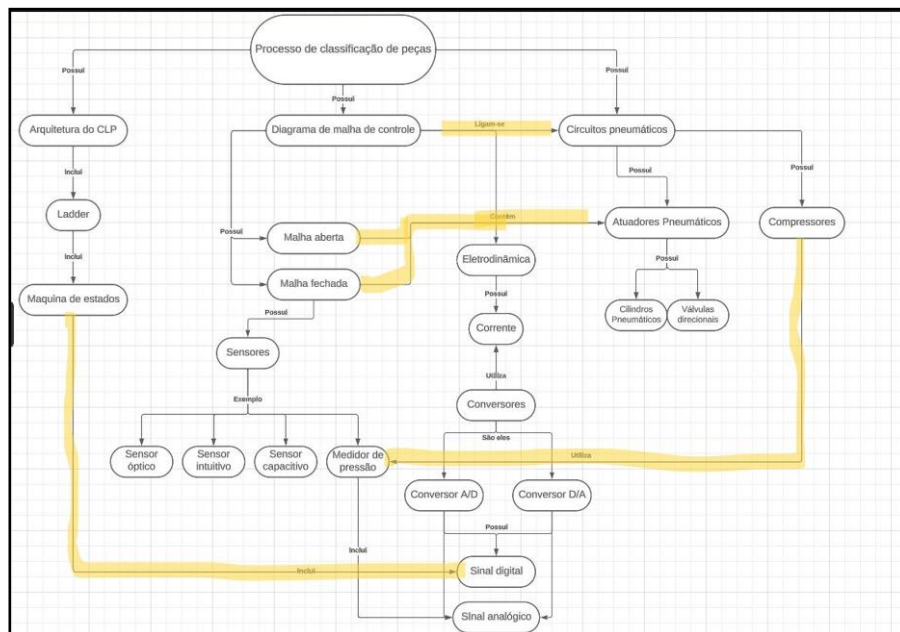 Processo de classificação de peças
Possui
Possui
Possui
Arquitetura do CLP
Diagrama de malha de controle
Ligam-se
Circuitos pneumáticos
Inclui
Possui
Possui
Ladder
Possui
Malha aberta
Contém
Atuadores Pneumáticos
Compressores
Inclui
Eletrodinâmica
Possui
Maquina de estados
Malha fechada
Possui
Possui
Cilindros
Pneumáticos
Válvulas
direcionais
Corrente
Sensores
Utiliza
Exemplo
Conversores
São eles
Sensor
óptico
Sensor
intuitivo
Sensor
capacitivo
Medidor de
pressão
Utiliza
Conversor A/D
Conversor D/A
Possui
Inclui
Inclui
Sinal digital
SInal analógico